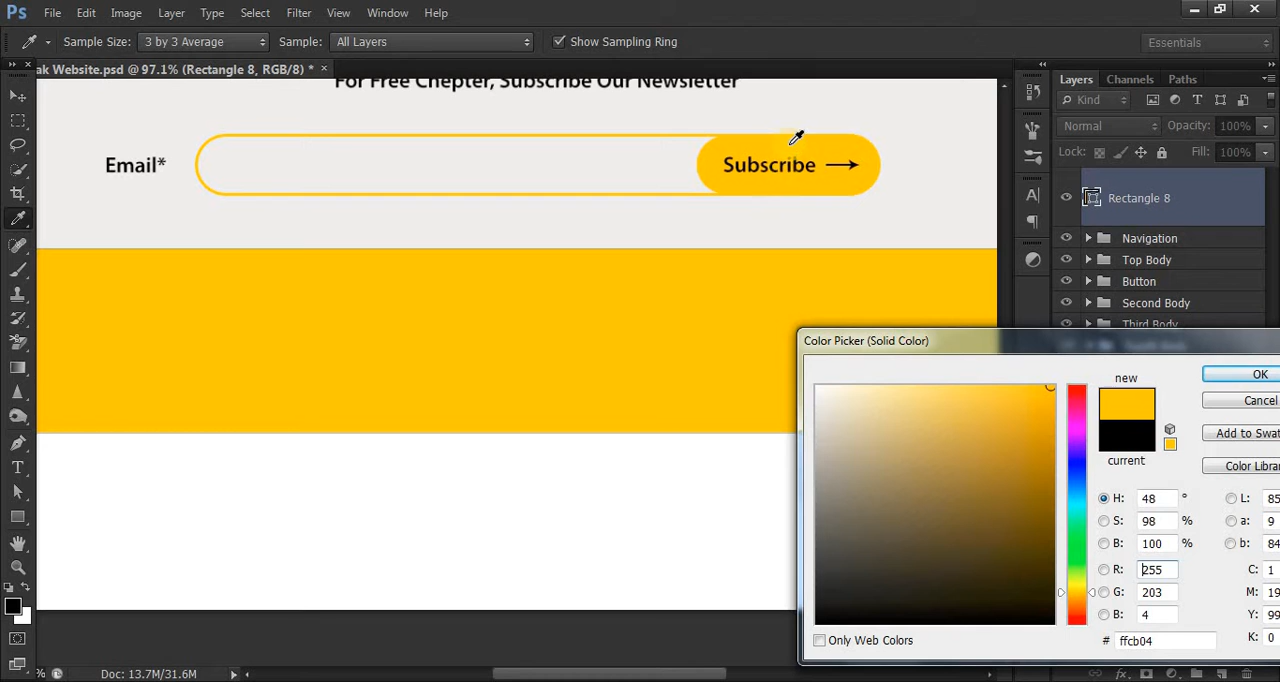 Ps File Edit Image Layer Type Select Filter View Window Help
Sample Size: 3 by 3 Average Sample: All Layers Show Sampling Ring Essentials
ak Website.psd @ 97.1% (Rectangle 8, RGB/8) * ×
Layers Channels Paths
Kind
Normal Opacity: 100%
Lock: Fill: 100%
For Free Chepter, Subscribe Our Newsletter
Email*
Subscribe
Rectangle 8
Navigation
Top Body
Button
Second Body
Third Body
Color Picker (Solid Color)
new
current
OK
Cancel
Add to Swat
Color Libra
H: 48 °
S: 98 %
B: 100 %
R: 255
G: 203
B: 4
# ffcb04
L: 85
a: 9
b: 84
C: 1
M: 19
Y: 99
K: 0
Only Web Colors
% Doc: 13.7M/31.6M
fx